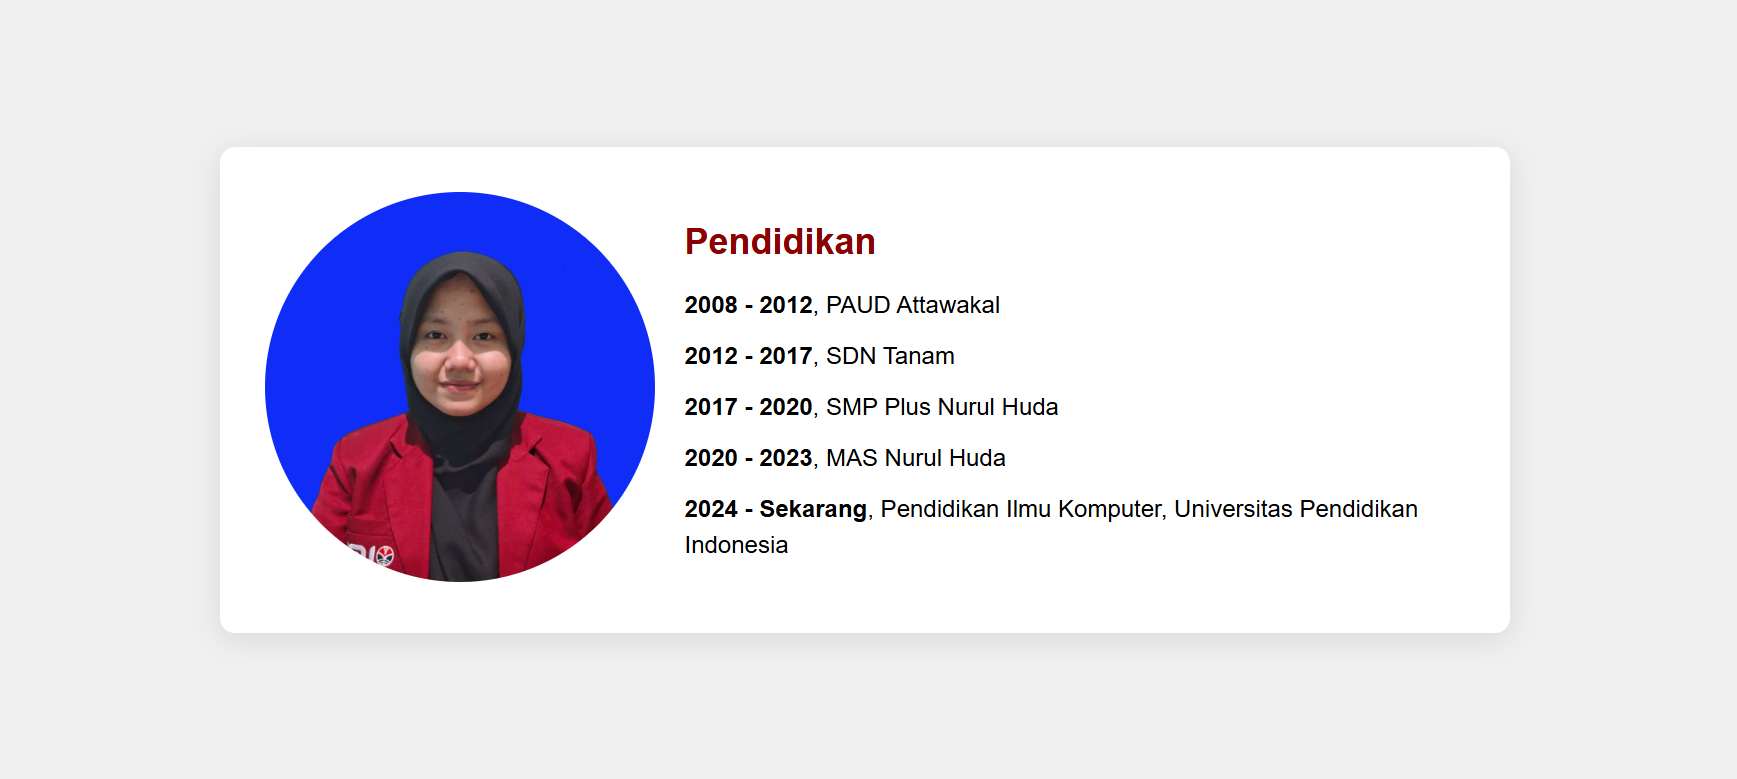 Pendidikan
2008 - 2012, PAUD Attawakal
2012 - 2017, SDN Tanam
2017 - 2020, SMP Plus Nurul Huda
2020 - 2023, MAS Nurul Huda
2024 - Sekarang, Pendidikan Ilmu Komputer, Universitas Pendidikan
Indonesia